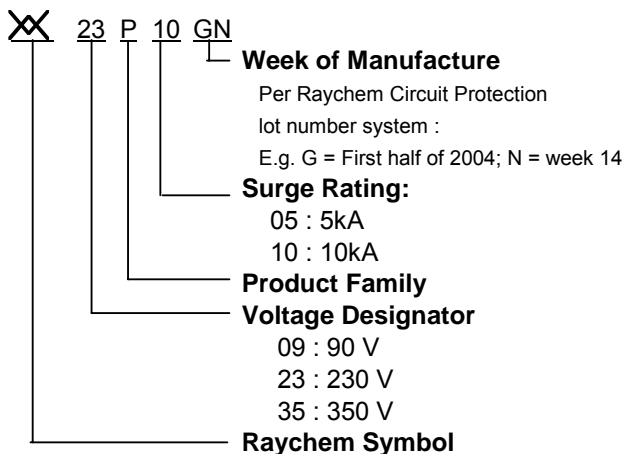 23 P 10 GN
Week of Manufacture
Per Raychem Circuit Protection
lot number system :
E.g. G = First half of 2004; N = week 14
Surge Rating:
05 : 5kA
10 : 10kA
Product Family
Voltage Designator
09 : 90 V
23 : 230 V
35 : 350 V
Raychem Symbol